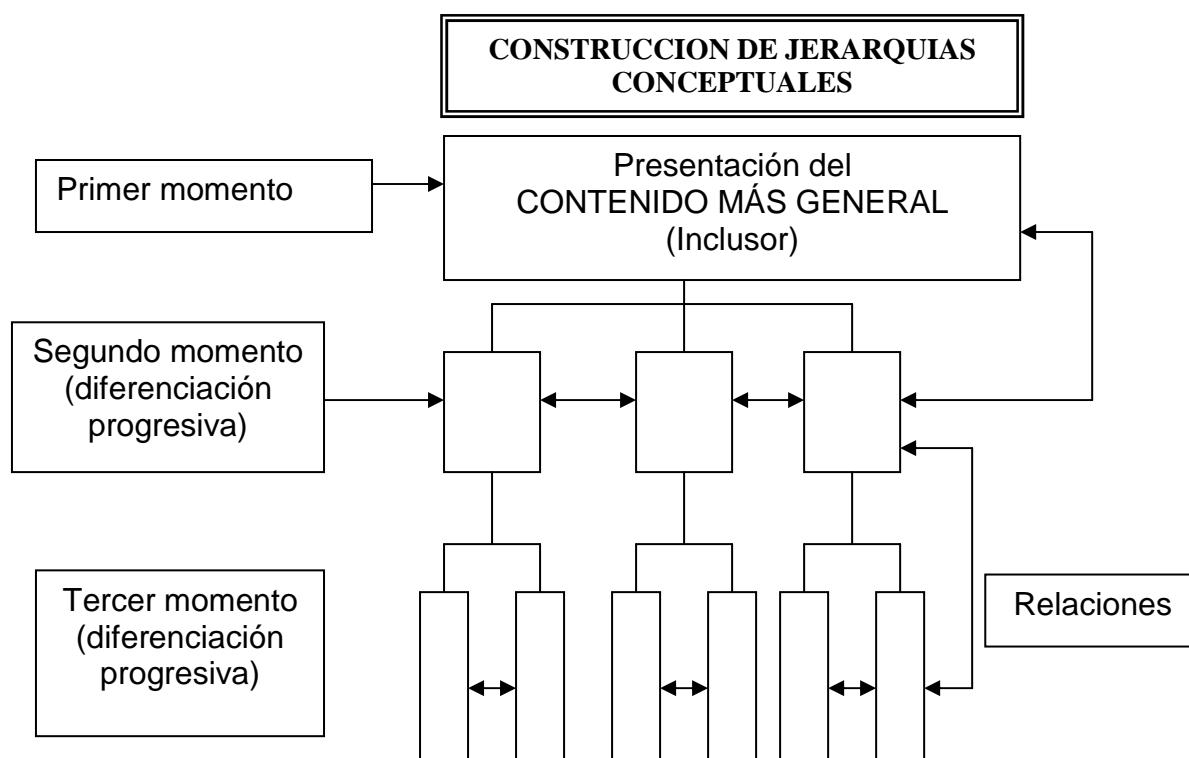 CONSTRUCCION DE JERARQUIAS
CONCEPTUALES
Primer momento
Presentación del
CONTENIDO MÁS GENERAL
(Inclusor)
Segundo momento
(diferenciación
progresiva)
Tercer momento
(diferenciación
progresiva)
Relaciones